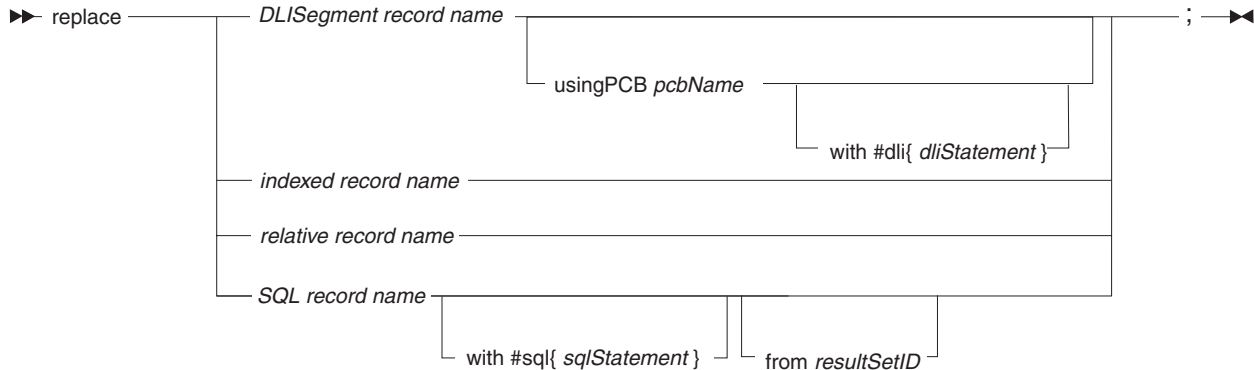 replace DLISegment record name ;
usingPCB pcbName
with #dli{ dliStatement }
indexed record name
relative record name
SQL record name
with #sql{ sqlStatement } from resultSetID